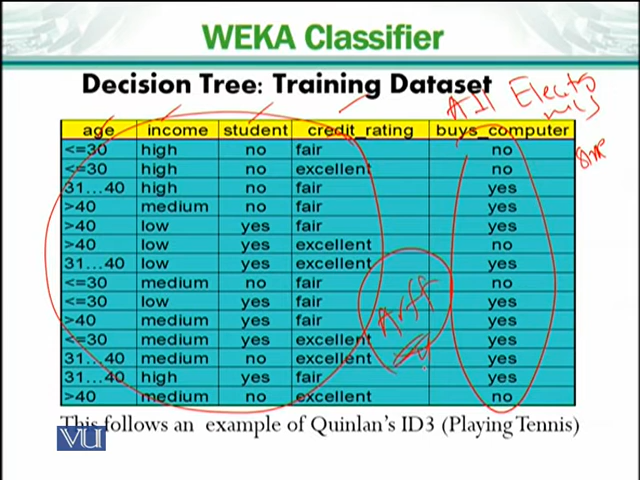 WEKA Classifier
Decision Tree: Training Dataset
All Electro
nics
age income student credit_rating buys_computer
<=30 high no fair no
<=30 high no excellent no
31…40 high no fair yes
>40 medium no fair yes
>40 low yes fair yes
>40 low yes excellent no
31…40 low yes excellent yes
<=30 medium no fair no
<=30 low yes fair yes
>40 medium yes fair yes
<=30 medium yes excellent yes
31…40 medium no excellent yes
31…40 high yes fair yes
>40 medium no excellent no
Arff
This follows an example of Quinlan's ID3 (Playing Tennis)
VU